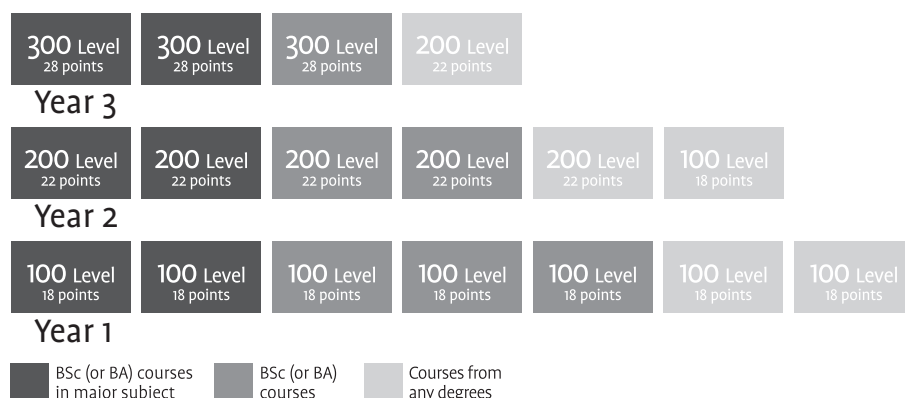 300 Level 300 Level 300 Level 200 Level
28 points 28 points 28 points 22 points
Year 3
200 Level 200 Level 200 Level 200 Level 200 Level 100 Level
22 points 22 points 22 points 22 points 22 points 18 points
Year 2
100 Level 100 Level 100 Level 100 Level 100 Level 100 Level 100 Level
18 points 18 points 18 points 18 points 18 points 18 points 18 points
Year 1
BSc (or BA) courses BSc (or BA) Courses from
in major subject courses any degrees